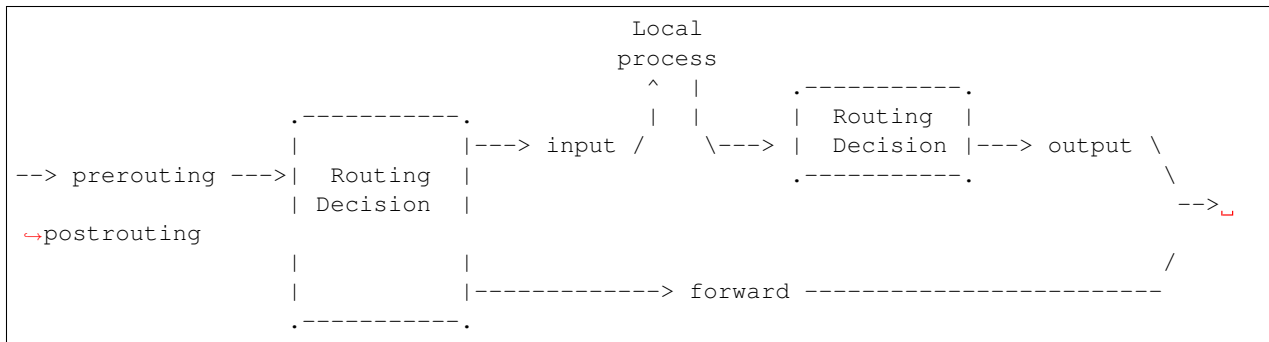 Local
process
^ | .-----------.
.-----------. | | | Routing |
| |---> input / \---> | Decision |---> output \
--> prerouting --->| Routing | .-----------. \
| Decision | -->␣
↪postrouting
| | /
| |-------------> forward -------------------------
.-----------.